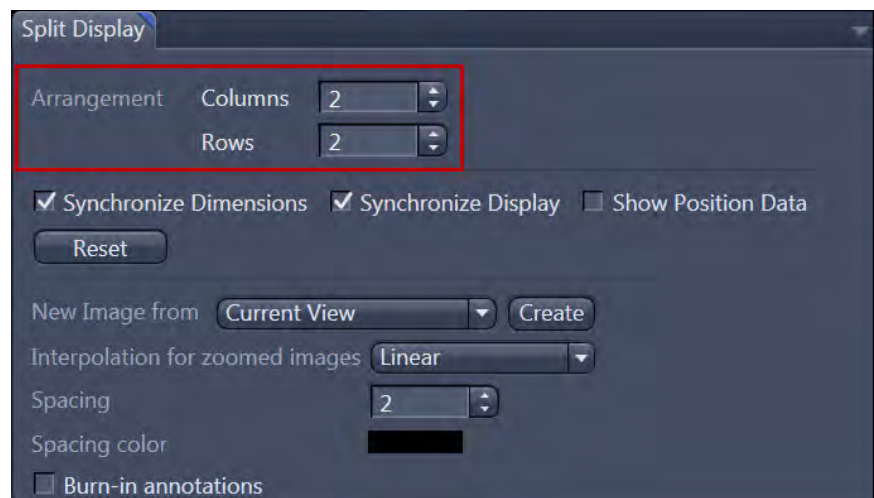 Split Display
Arrangement Columns 2
Rows 2
Synchronize Dimensions Synchronize Display Show Position Data
Reset
New Image from Current View Create
Interpolation for zoomed images Linear
Spacing 2
Spacing color
Burn-in annotations